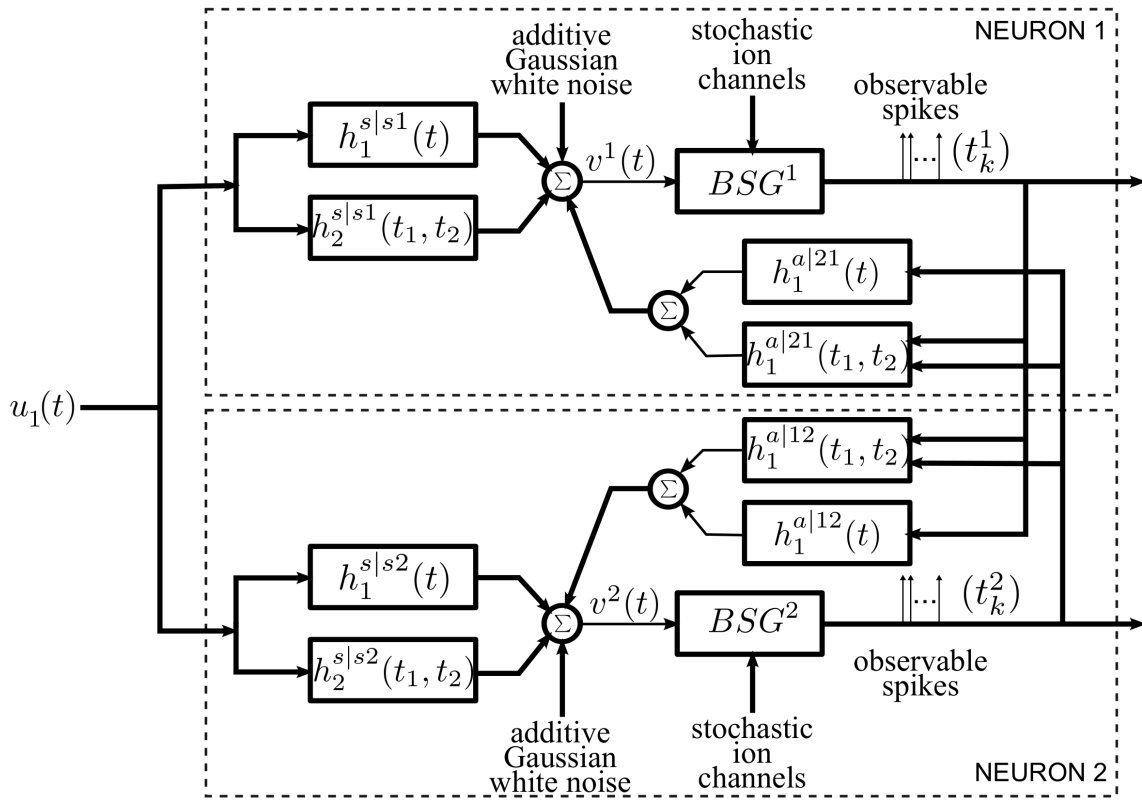 NEURON 1
additive
Gaussian
white noise
stochastic
ion
channels
observable
spikes
h_1^{s|s1}(t)
Σ
v^1(t)
BSG^1
... (t_k^1)
h_2^{s|s1}(t_1, t_2)
h_1^{a|21}(t)
Σ
h_1^{a|21}(t_1, t_2)
u_1(t)
h_1^{a|12}(t_1, t_2)
Σ
h_1^{a|12}(t)
h_1^{s|s2}(t)
Σ
v^2(t)
BSG^2
... (t_k^2)
h_2^{s|s2}(t_1, t_2)
observable
spikes
additive
Gaussian
white noise
stochastic
ion
channels
NEURON 2